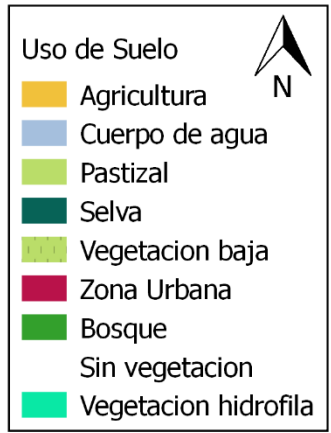 Uso de Suelo
N
Agricultura
Cuerpo de agua
Pastizal
Selva
Vegetacion baja
Zona Urbana
Bosque
Sin vegetacion
Vegetacion hidrofila